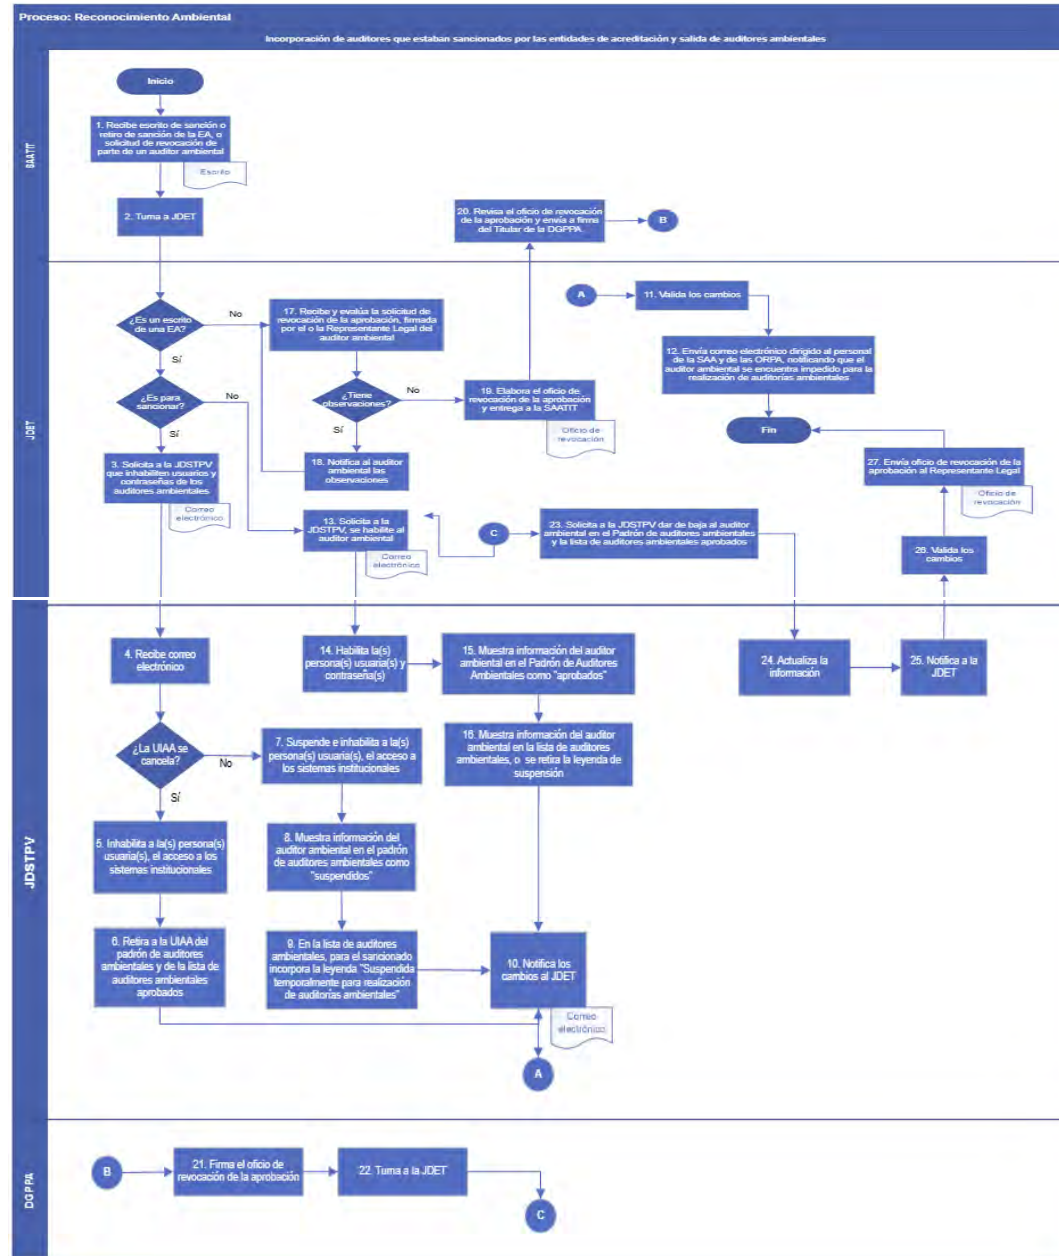 Proceso: Reconocimiento Ambiental
Incorporación de auditores que estaban sancionados por las entidades de acreditación y salida de auditores ambientales
SAATIT
Inicio
1. Recibe escrito de sanción o
retiro de sanción de la EA, o
solicitud de revocación de
parte de un auditor ambiental
Escrito
2. Turna a JDET
20. Revisa el oficio de revocación
de la aprobación y envía a firma
del Titular de la DGPPA
B
JDET
¿Es un escrito
de una EA?
No
Sí
17. Recibe y evalúa la solicitud de
revocación de la aprobación, firmada
por el o la Representante Legal del
auditor ambiental
A
11. Valida los cambios
12. Envía correo electrónico dirigido al personal
de la SAA y de las ORPA, notificando que el
auditor ambiental se encuentra impedido para la
realización de auditorías ambientales
¿Es para
sancionar?
No
Sí
¿Tiene
observaciones?
No
Sí
19. Elabora el oficio de
revocación de la aprobación
y entrega a la SAATIT
Oficio de
revocación
Fin
3. Solicita a la JDSTPV
que inhabiliten usuarios y
contraseñas de los
auditores ambientales
Correo
electrónico
18. Notifica al auditor
ambiental las
observaciones
27. Envía oficio de revocación de la
aprobación al Representante Legal
Oficio de
revocación
13. Solicita a la
JDSTPV, se habilite al
auditor ambiental
Correo
electrónico
C
23. Solicita a la JDSTPV dar de baja al auditor
ambiental en el Padrón de auditores ambientales
y la lista de auditores ambientales aprobados
26. Valida los
cambios
JDSTPV
4. Recibe correo
electrónico
14. Habilita la(s)
persona(s) usuaria(s) y
contraseña(s)
15. Muestra información del auditor
ambiental en el Padrón de Auditores
Ambientales como "aprobados"
24. Actualiza la
información
25. Notifica a la
JDET
¿La UIAA se
cancela?
No
Sí
7. Suspende e inhabilita a la(s)
persona(s) usuaria(s), el acceso a
los sistemas institucionales
16. Muestra información del auditor
ambiental en la lista de auditores
ambientales, o se retira la leyenda de
suspensión
5. Inhabilita a la(s) persona(s)
usuaria(s), el acceso a los
sistemas institucionales
8. Muestra información del
auditor ambiental en el padrón
de auditores ambientales como
"suspendidos"
6. Retira a la UIAA del
padrón de auditores
ambientales y de la lista de
auditores ambientales
aprobados
9. En la lista de auditores
ambientales, para el sancionado
incorpora la leyenda "Suspendida
temporalmente para realización
de auditorías ambientales"
10. Notifica los
cambios al JDET
Correo
electrónico
A
DGPPA
B
21. Firma el oficio de
revocación de la aprobación
22. Turna a la JDET
C